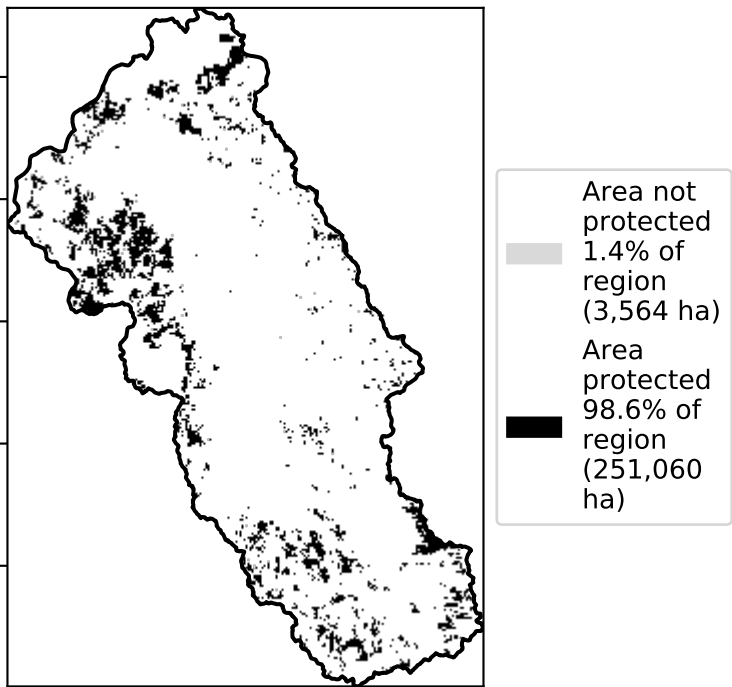 Area not
protected
1.4% of
region
(3,564 ha)
Area
protected
98.6% of
region
(251,060
ha)